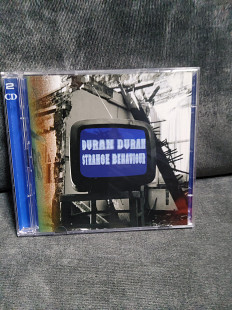 2
CD
DURAN DURAN
STRANGE BEHAVIOUR